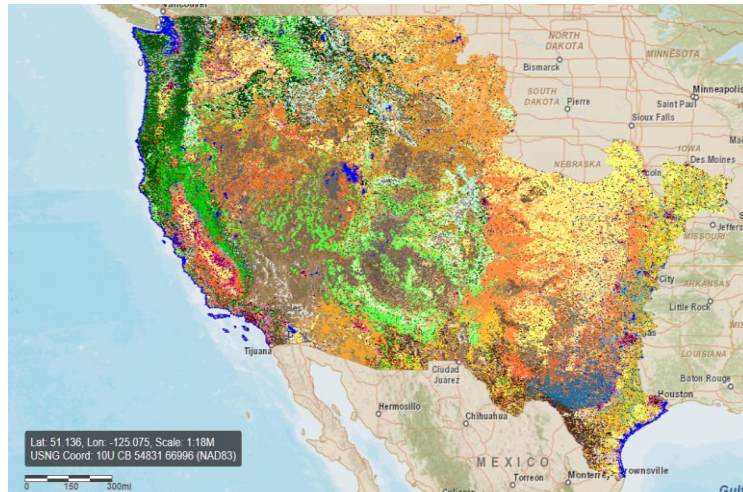 Vancouver
NORTH
DAKOTA
Bismarck
MINNESOTA
SOUTH
DAKOTA
Pierre
Minneapolis
Saint Paul
Sioux Falls
NEBRASKA
IOWA
Des Moines
MISSOURI
City
ARKANSAS
Little Rock
LOUISIANA
Baton Rouge
Houston
Tijuana
Ciudad
Juárez
Hermosillo
Chihuahua
MEXICO
Torreon
Monterrey
Brownsville
Lat: 51.136, Lon: -125.075, Scale: 1:18M
USNG Coord: 10U CB 54831 66996 (NAD83)
0 150 300mi